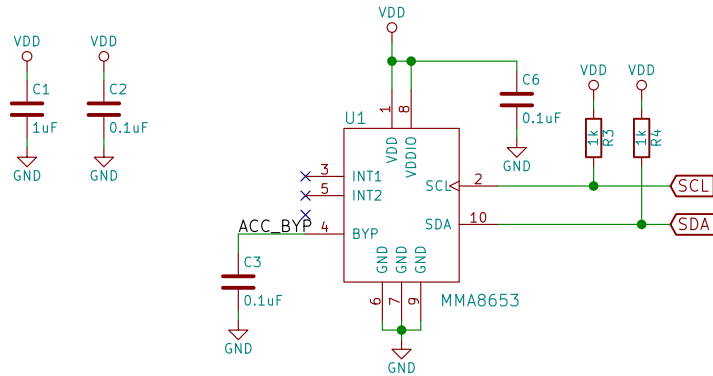 VDD
VDD
VDD
C1
1uF
GND
C2
0.1uF
GND
C6
0.1uF
GND
VDD
VDD
1k
R3
1k
R4
U1
1
8
VDD
VDDIO
3
INT1
5
INT2
ACC_BYP
4
BYP
SCL
2
SCL
SDA
10
SDA
GND
GND
GND
6
7
9
MMA8653
C3
0.1uF
GND
GND